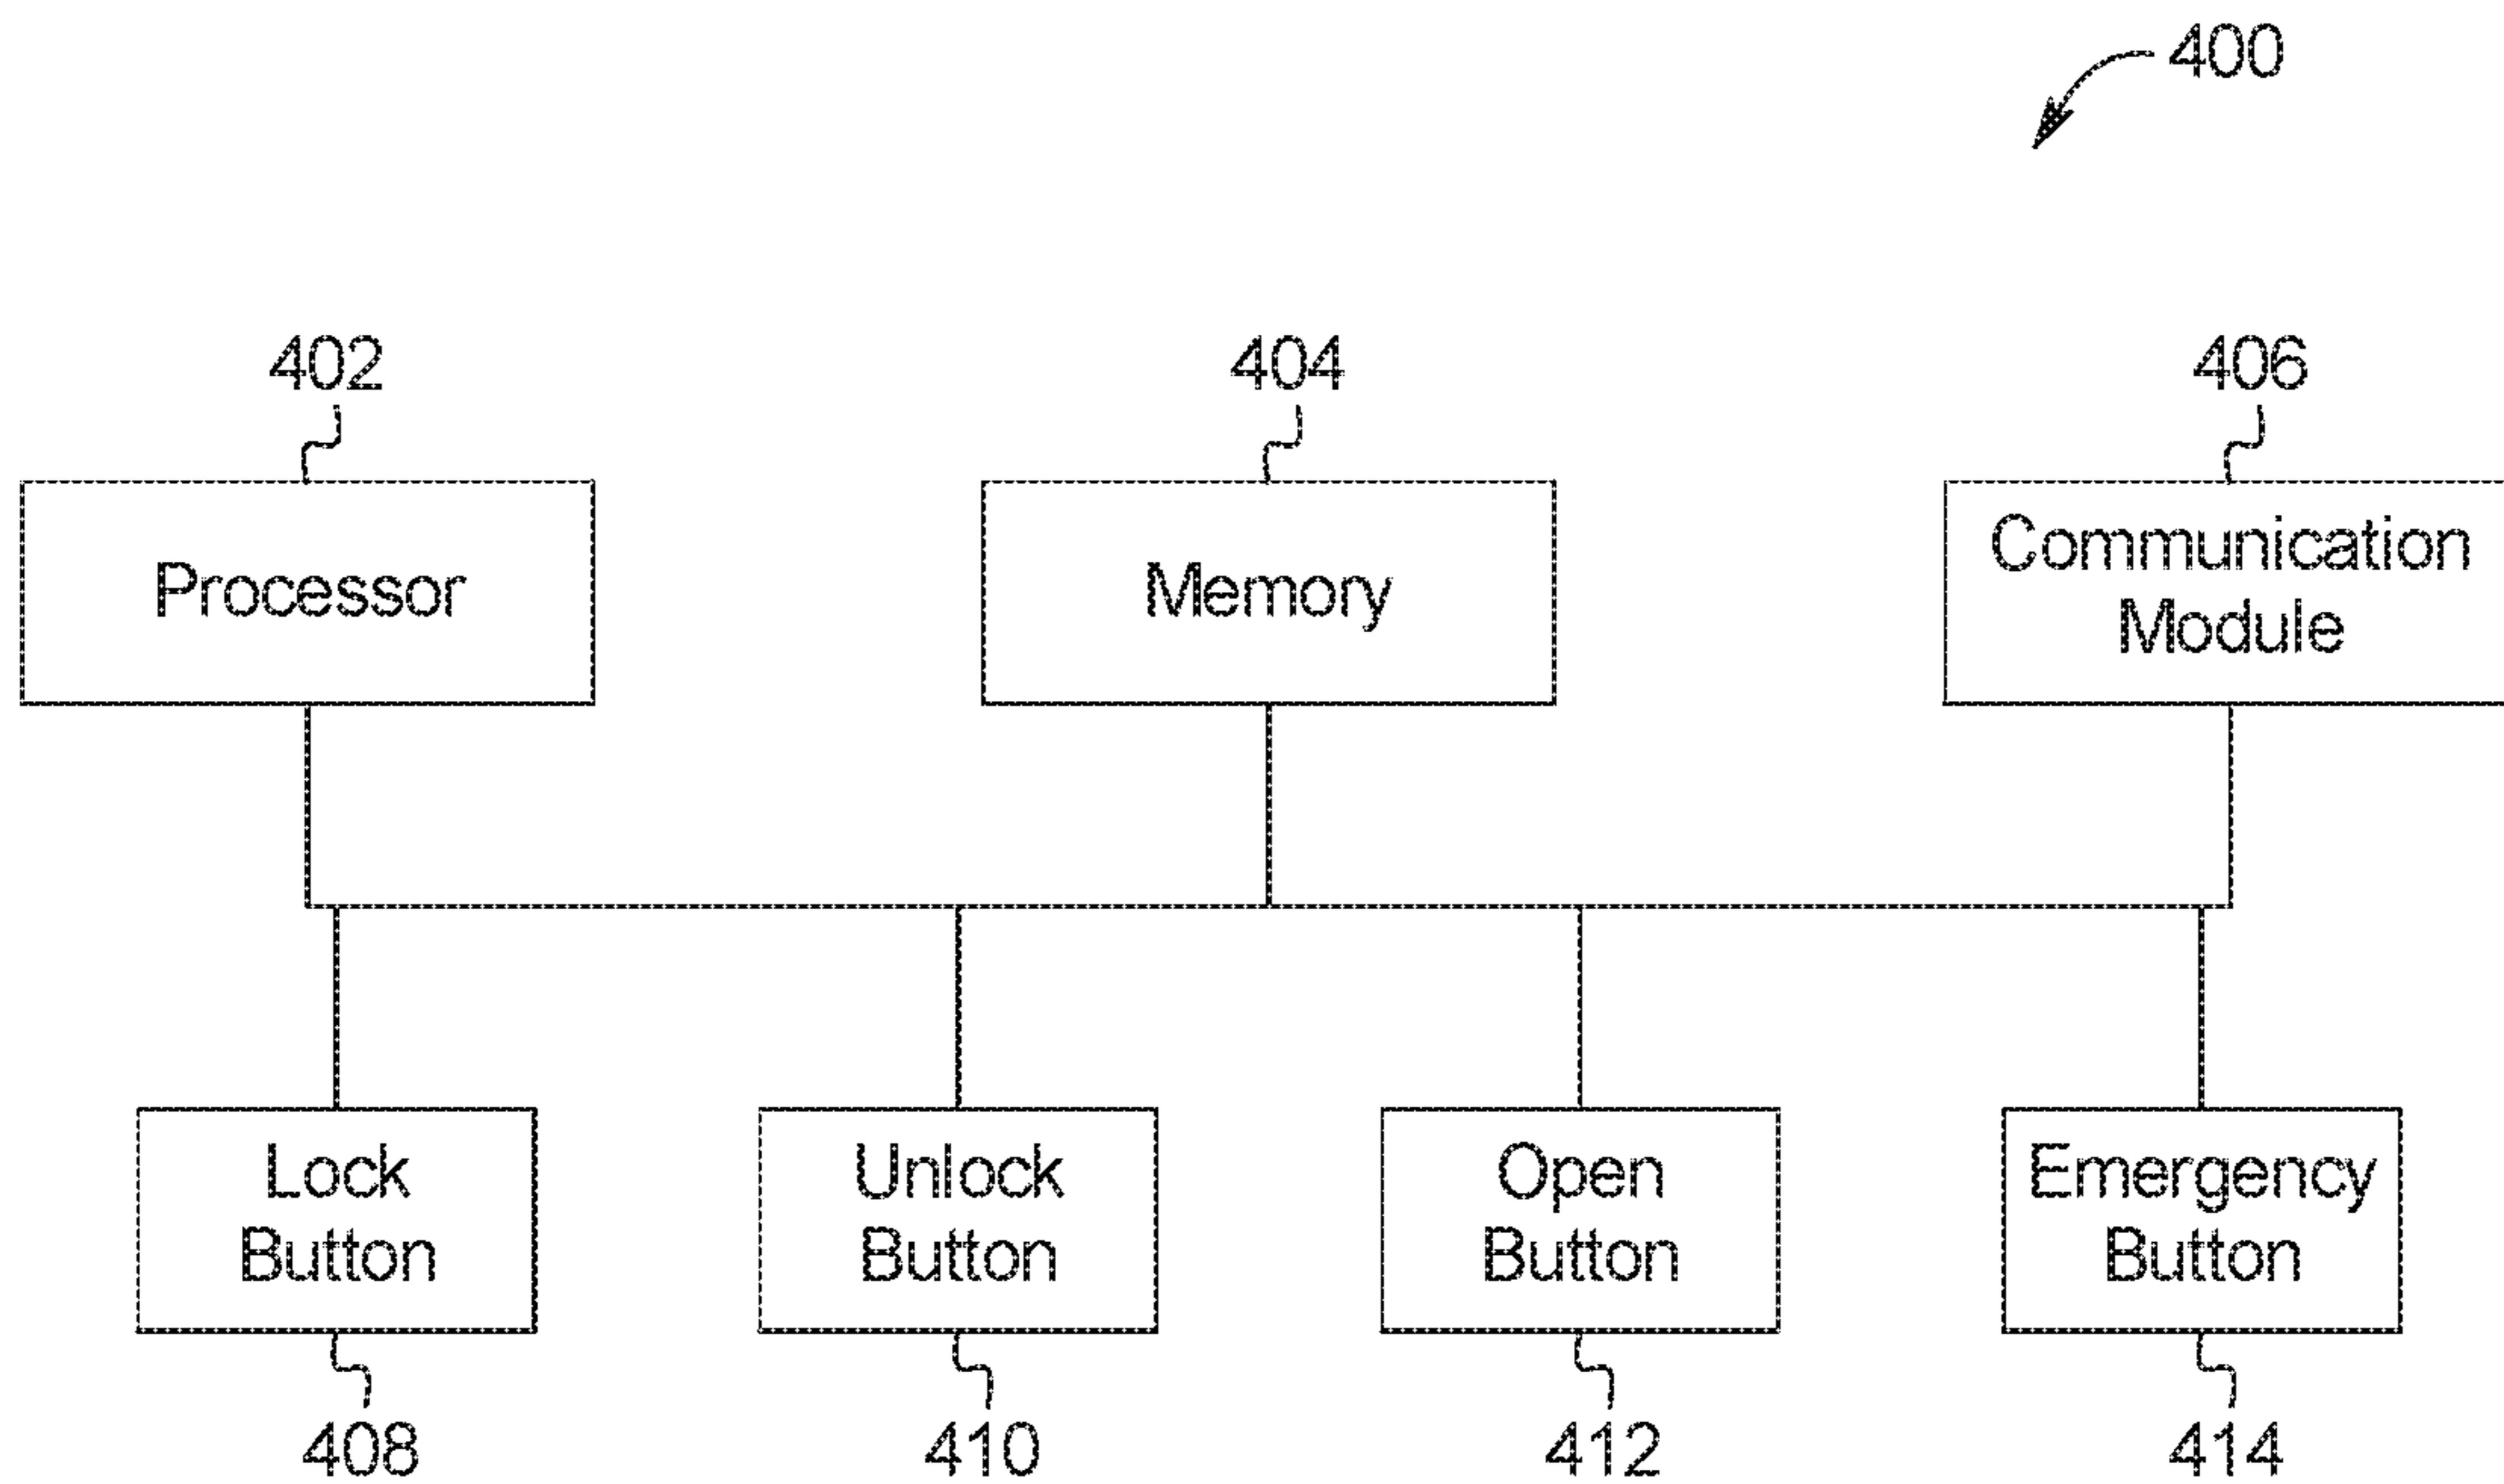 400
402
404
406
Processor
Memory
Communication
Module
Lock
Button
Unlock
Button
Open
Button
Emergency
Button
408
410
412
414